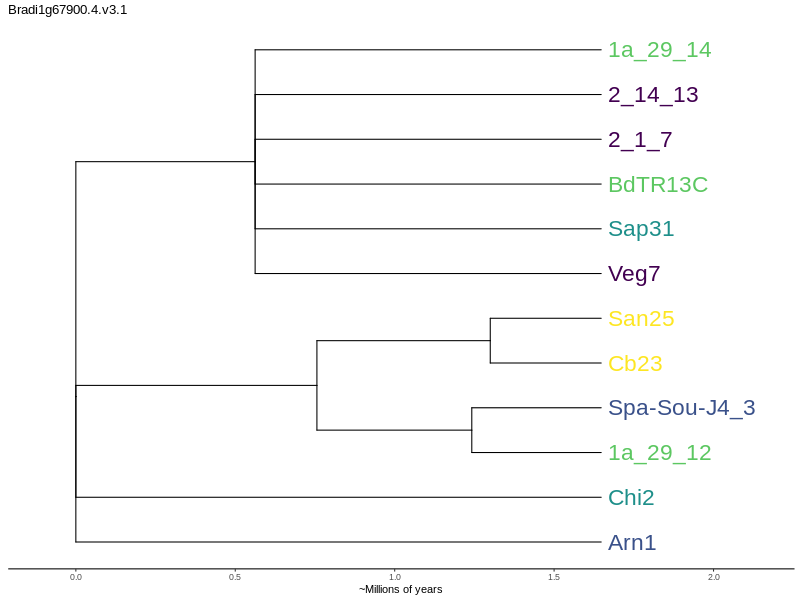 Bradi1g67900.4.v3.1
1a_29_14
2_14_13
2_1_7
BdTR13C
Sap31
Veg7
San25
Cb23
Spa-Sou-J4_3
1a_29_12
Chi2
Arn1
0.0 0.5 1.0 1.5 2.0
~Millions of years